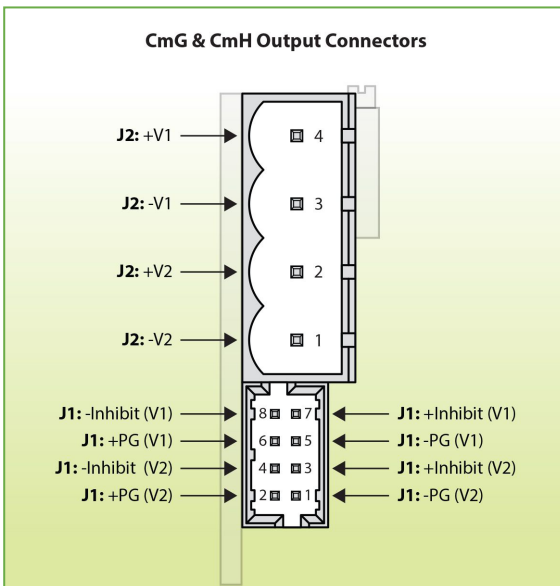 CmG & CmH Output Connectors
J2: +V1
4
J2: -V1
3
J2: +V2
2
J2: -V2
1
J1: -Inhibit (V1)
8
7
J1: +Inhibit (V1)
J1: +PG (V1)
6
5
J1: -PG (V1)
J1: -Inhibit (V2)
4
3
J1: +Inhibit (V2)
J1: +PG (V2)
2
1
J1: -PG (V2)